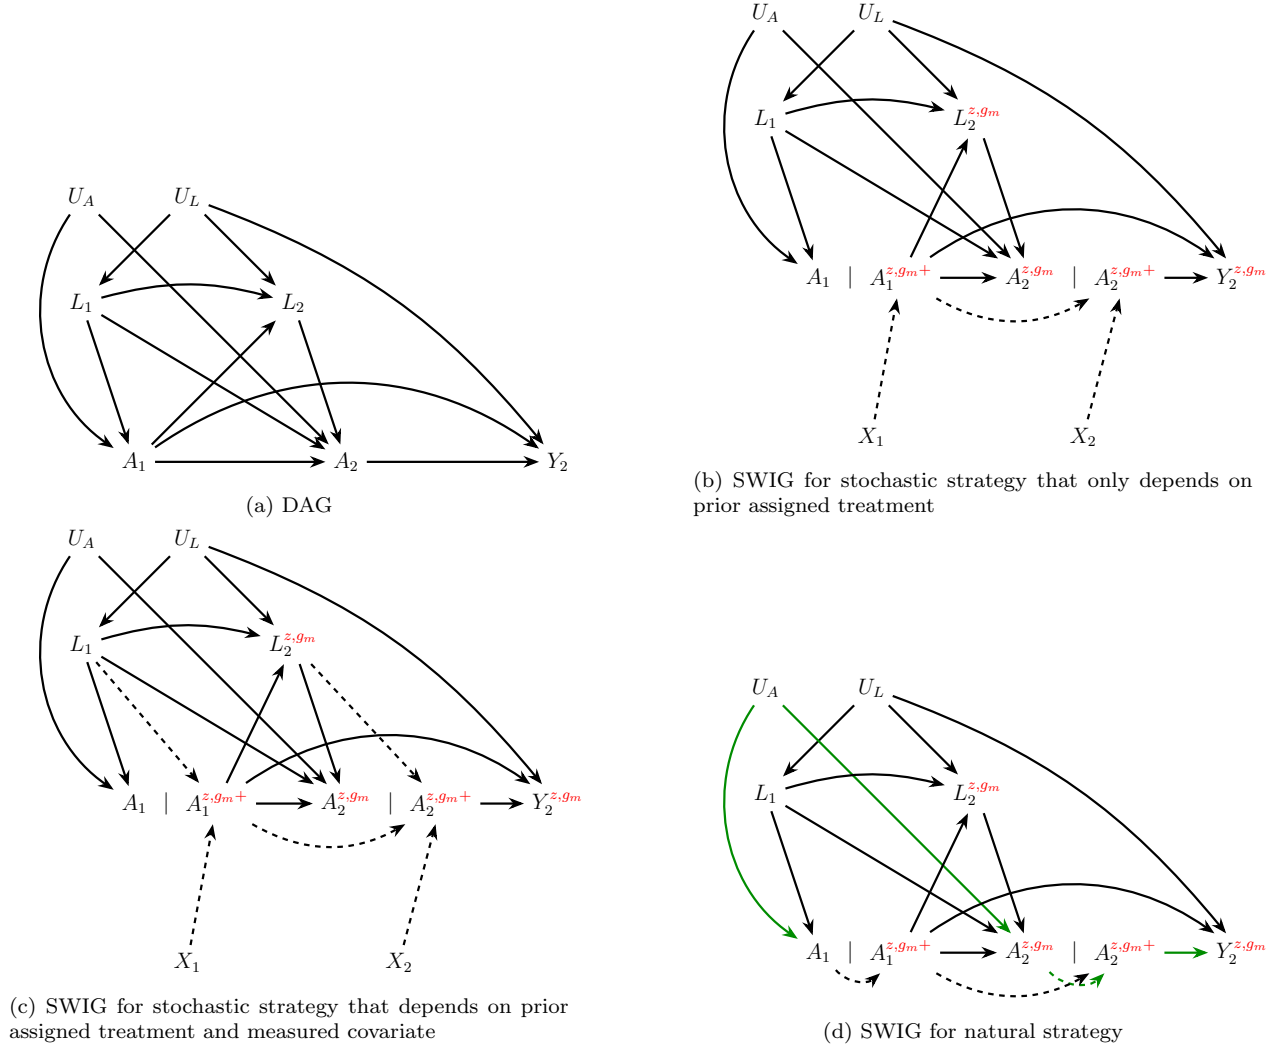 U_A U_L
L_1 L_2
A_1 A_2 Y_2
(a) DAG
U_A U_L
L_1 L_2^{z,g_m}
A_1 | A_1^{z,g_m+} A_2^{z,g_m} | A_2^{z,g_m+} Y_2^{z,g_m}
X_1 X_2
(b) SWIG for stochastic strategy that only depends on
prior assigned treatment
U_A U_L
L_1 L_2^{z,g_m}
A_1 | A_1^{z,g_m+} A_2^{z,g_m} | A_2^{z,g_m+} Y_2^{z,g_m}
X_1 X_2
(c) SWIG for stochastic strategy that depends on prior
assigned treatment and measured covariate
U_A U_L
L_1 L_2^{z,g_m}
A_1 | A_1^{z,g_m+} A_2^{z,g_m} | A_2^{z,g_m+} Y_2^{z,g_m}
(d) SWIG for natural strategy